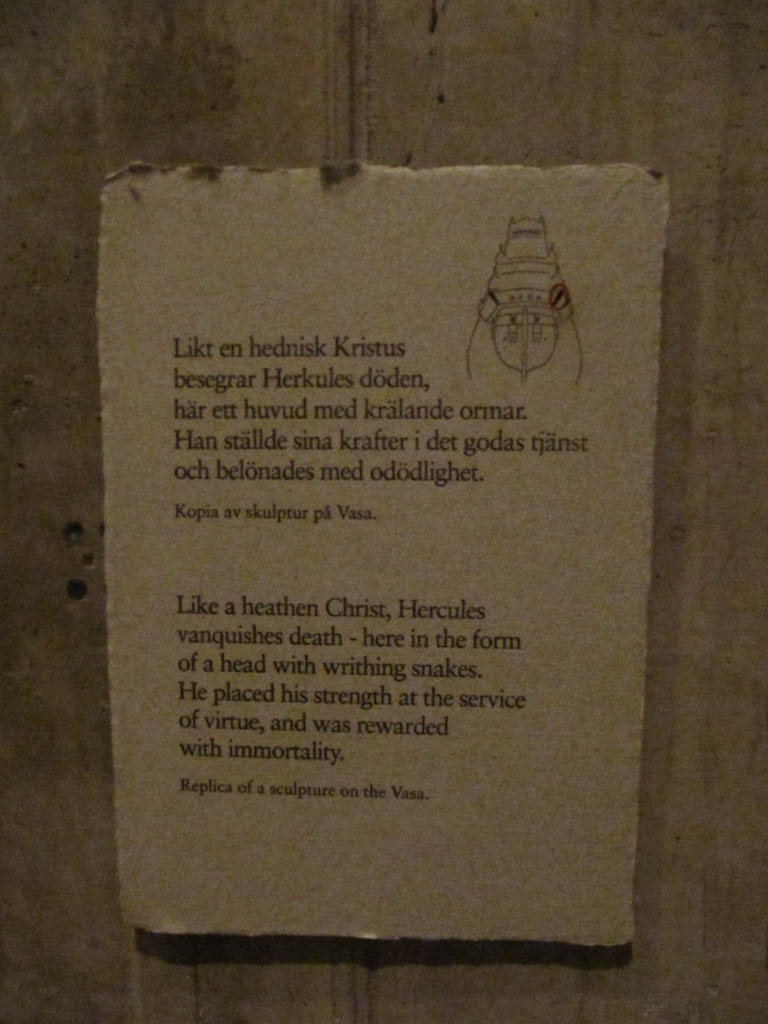 Likt en hednisk Kristus
besegrar Herkules döden,
här ett huvud med krälande ormar.
Han ställde sina krafter i det godas tjänst
och belönades med odödlighet.
Kopia av skulptur på Vasa.
Like a heathen Christ, Hercules
vanquishes death - here in the form
of a head with writhing snakes.
He placed his strength at the service
of virtue, and was rewarded
with immortality.
Replica of a sculpture on the Vasa.